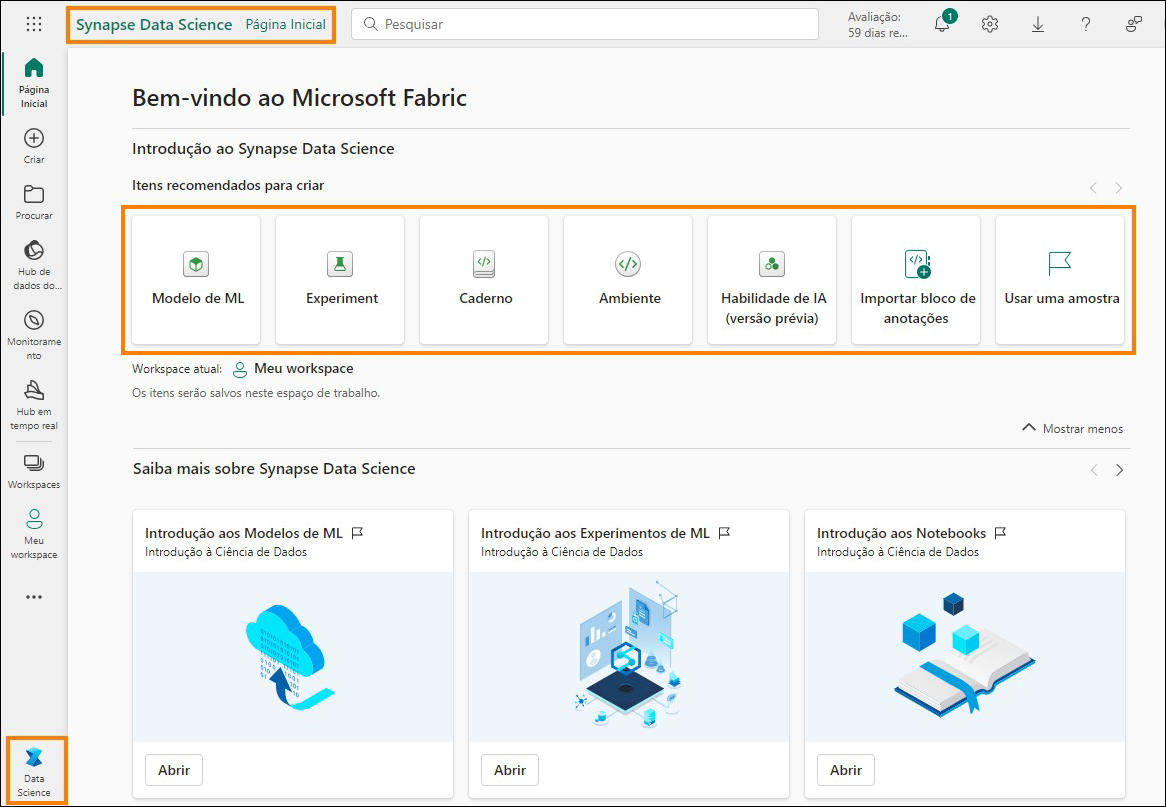 Synapse Data Science Página Inicial
Pesquisar
Avaliação:
59 dias re...
1
Página
Inicial
Criar
Procurar
Hub de
dados do...
Monitorame
nto
Hub em
tempo real
Workspaces
Meu
workspace
Data
Science
Bem-vindo ao Microsoft Fabric
Introdução ao Synapse Data Science
Itens recomendados para criar
Modelo de ML
Experiment
Caderno
Ambiente
Habilidade de IA
(versão prévia)
Importar bloco de
anotações
Usar uma amostra
Workspace atual: Meu workspace
Os itens serão salvos neste espaço de trabalho.
Mostrar menos
Saiba mais sobre Synapse Data Science
Introdução aos Modelos de ML
Introdução à Ciência de Dados
Abrir
Introdução aos Experimentos de ML
Introdução à Ciência de Dados
Abrir
Introdução aos Notebooks
Introdução à Ciência de Dados
Abrir